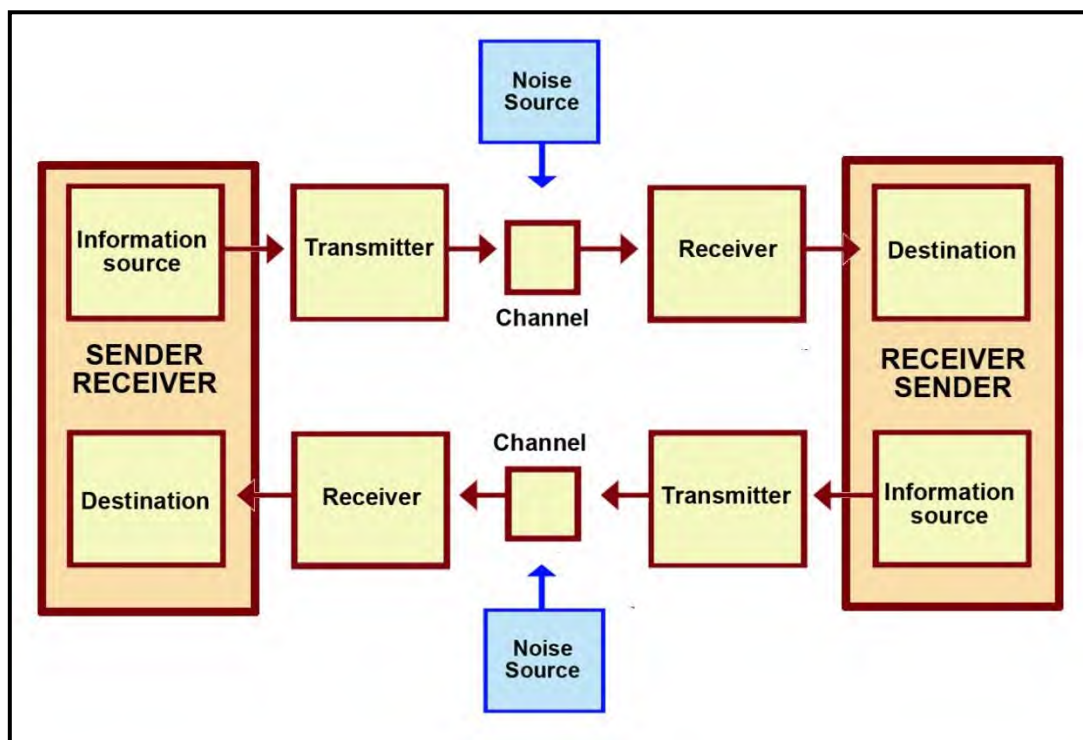 Noise
Source
Information
source
Transmitter
Channel
Receiver
Destination
SENDER
RECEIVER
RECEIVER
SENDER
Destination
Receiver
Channel
Transmitter
Information
source
Noise
Source